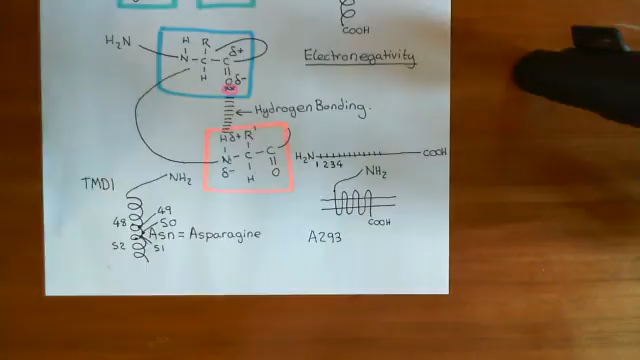 COOH
Electronegativity
H₂N
H R
N - C - C δ+
H O δ-
Hydrogen Bonding.
H δ+ R'
N - C - C
δ- H O
H₂N 1 2 3 4 COOH
TMD1 NH₂
NH₂
COOH
49
48 50
Asn = Asparagine
52 51
A293